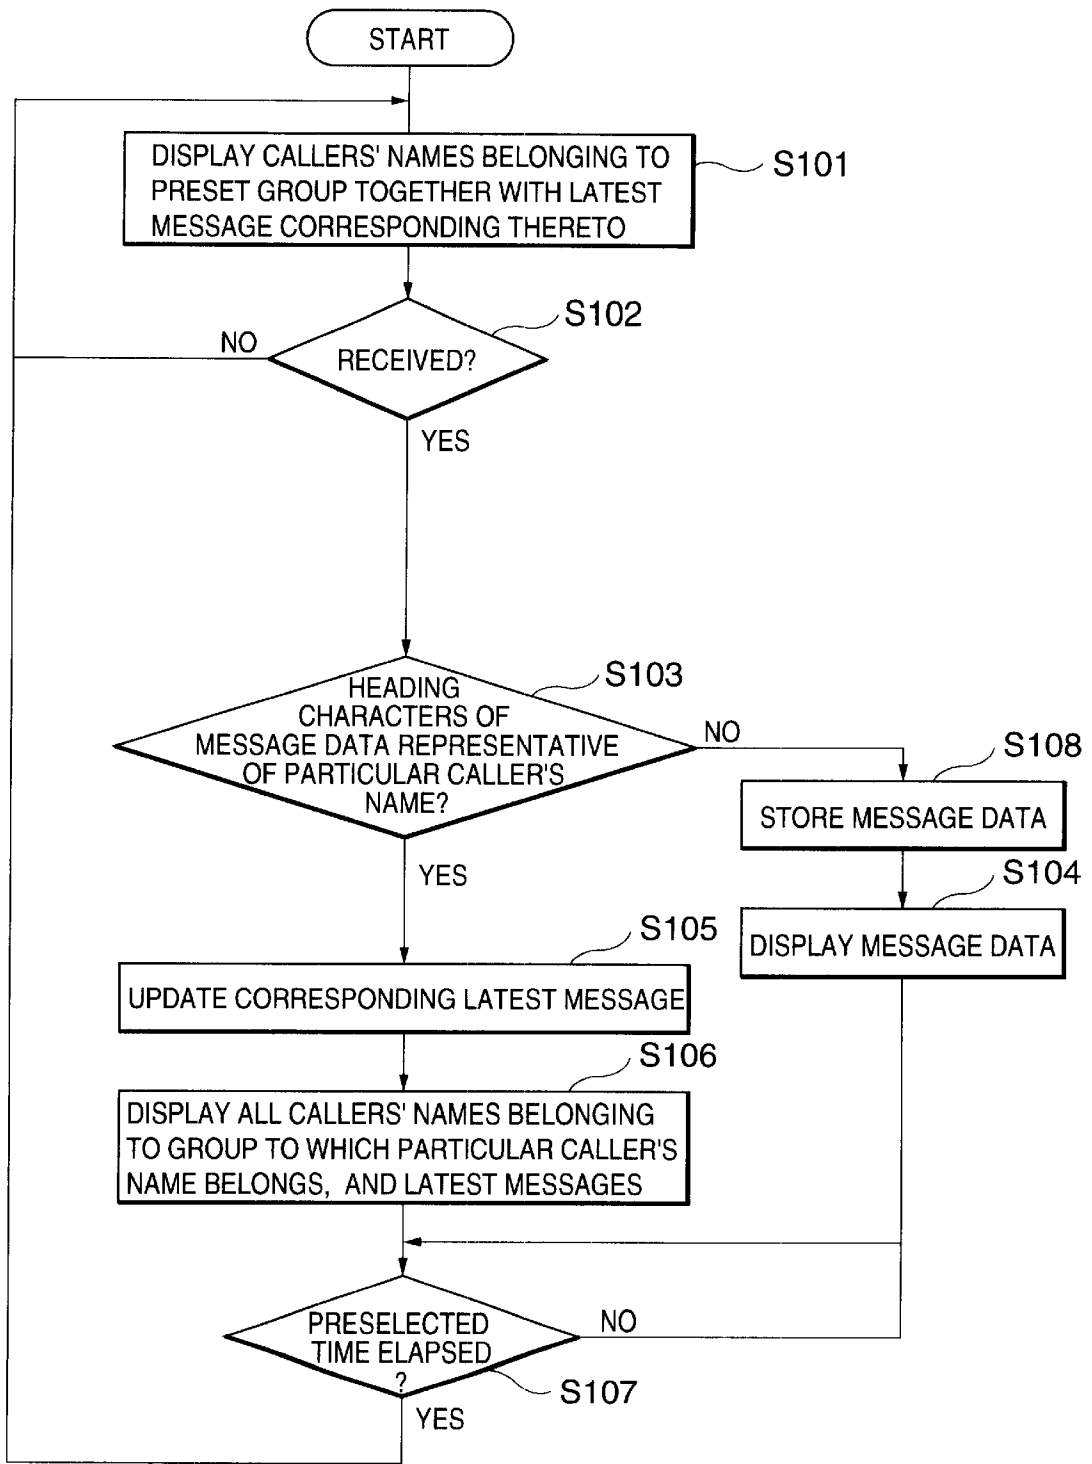 START
DISPLAY CALLERS' NAMES BELONGING TO
PRESET GROUP TOGETHER WITH LATEST
MESSAGE CORRESPONDING THERETO
S101
S102
NO
RECEIVED?
YES
S103
HEADING
CHARACTERS OF
MESSAGE DATA REPRESENTATIVE
OF PARTICULAR CALLER'S
NAME?
NO
S108
STORE MESSAGE DATA
YES
S104
DISPLAY MESSAGE DATA
S105
UPDATE CORRESPONDING LATEST MESSAGE
S106
DISPLAY ALL CALLERS' NAMES BELONGING
TO GROUP TO WHICH PARTICULAR CALLER'S
NAME BELONGS, AND LATEST MESSAGES
PRESELECTED
TIME ELAPSED
?
NO
S107
YES